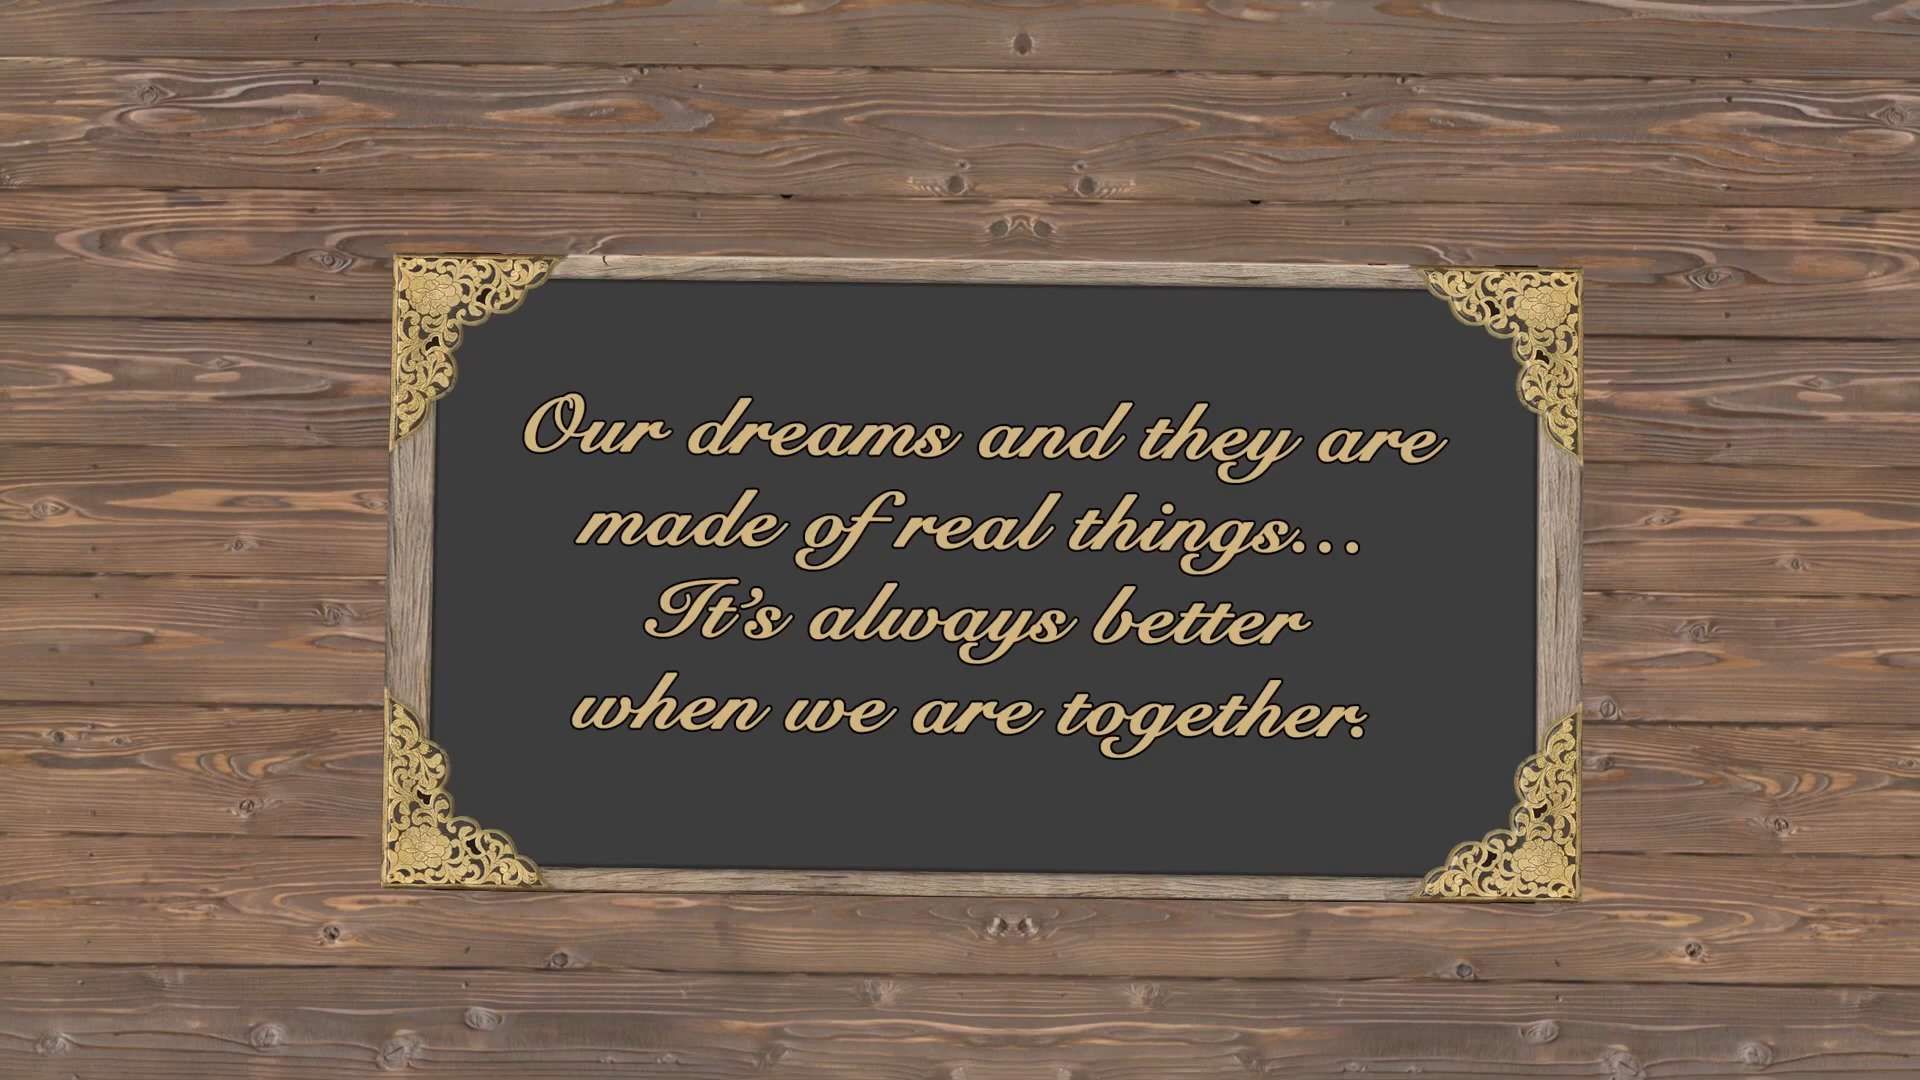 Our dreams and they are
made of real things...
It's always better
when we are together.